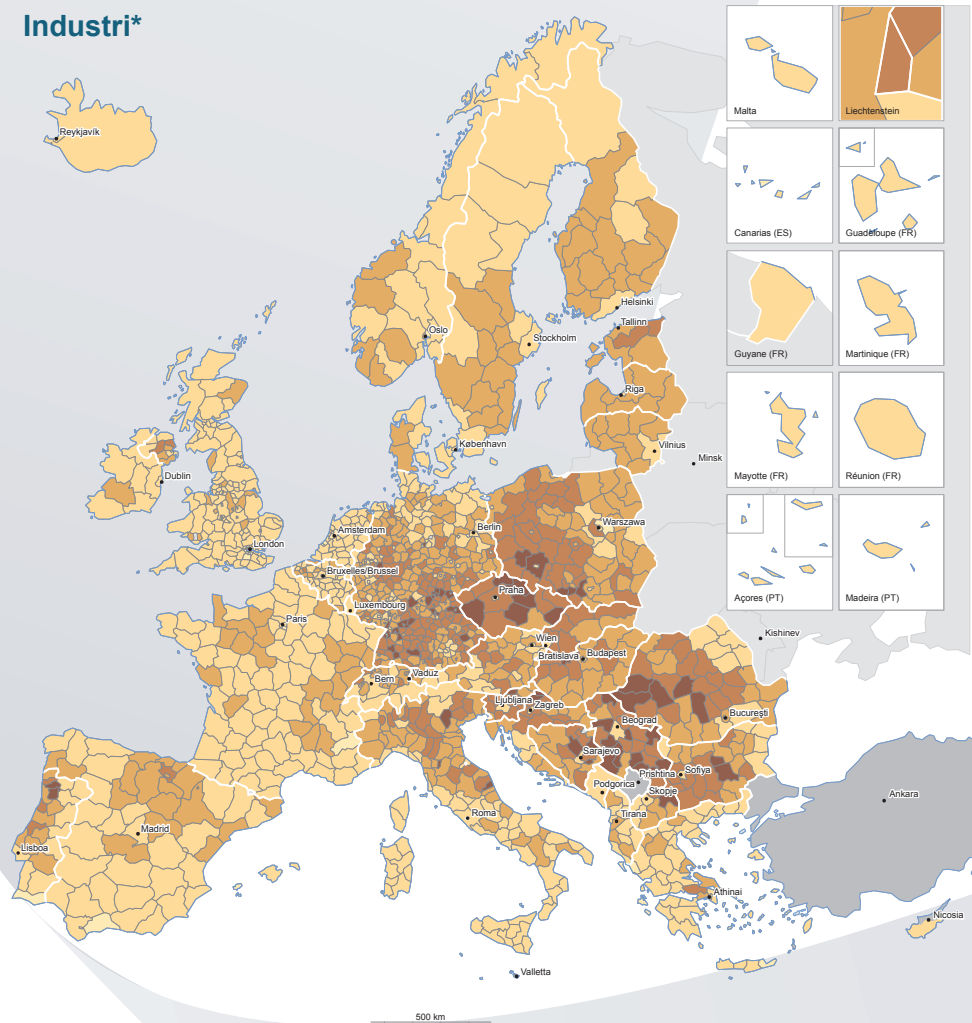 Industri*
Reykjavík
Oslo
Stockholm
Helsinki
Tallinn
Riga
Vilnius
Minsk
København
Dublin
London
Amsterdam
Berlin
Warszawa
Bruxelles/Brussel
Luxembourg
Praha
Paris
Wien
Bratislava
Budapest
Kishinev
Bern
Vaduz
Ljubljana
Zagreb
Bucureşti
Beograd
Sarajevo
Prishtina
Sofiya
Podgorica
Skopje
Ankara
Roma
Tirana
Madrid
Lisboa
Athinai
Nicosia
Valletta
500 km
Malta
Liechtenstein
Canarias (ES)
Guadeloupe (FR)
Guyane (FR)
Martinique (FR)
Mayotte (FR)
Réunion (FR)
Açores (PT)
Madeira (PT)